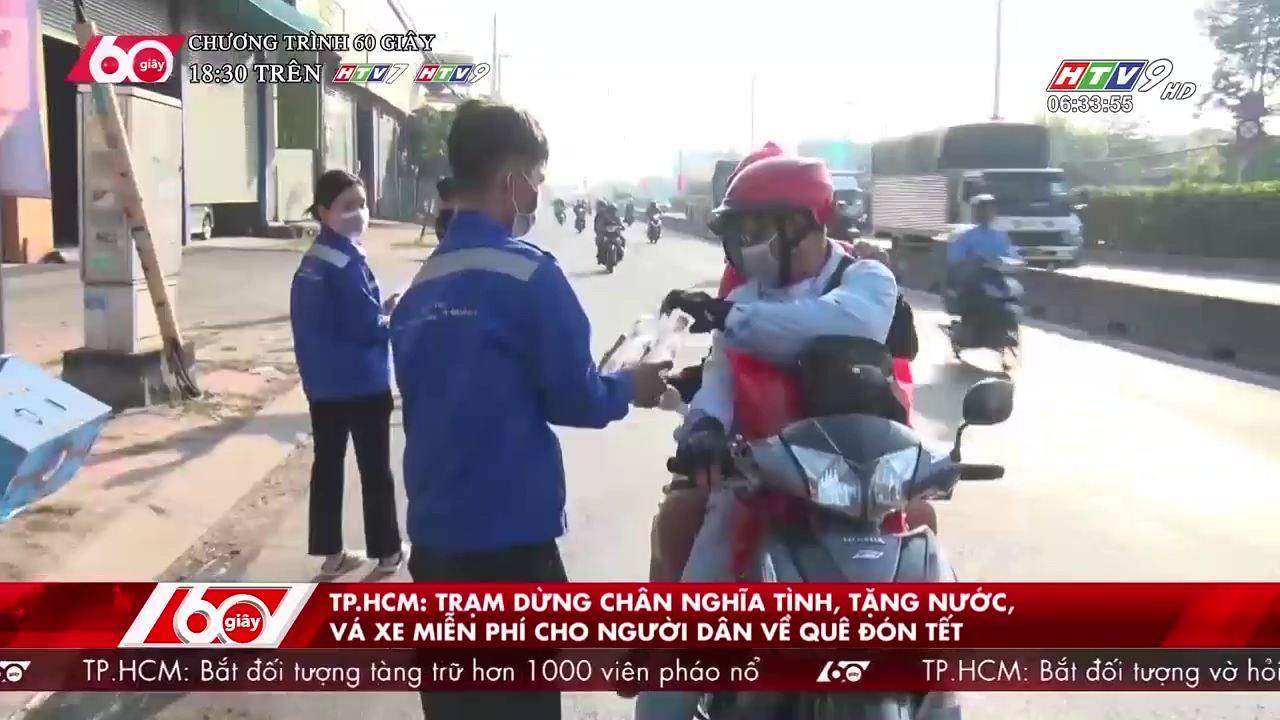 60 giây
CHƯƠNG TRÌNH 60 GIÂY
18:30 TRÊN HTV7 HTV9
HTV9 HD
06:33:55
60 giây
TP.HCM: TRẠM DỪNG CHÂN NGHĨA TÌNH, TẶNG NƯỚC,
VÁ XE MIỄN PHÍ CHO NGƯỜI DÂN VỀ QUÊ ĐÓN TẾT
TP.HCM: Bắt đối tượng tàng trữ hơn 1000 viên pháo nổ 60 giây TP.HCM: Bắt đối tượng vờ hỏi